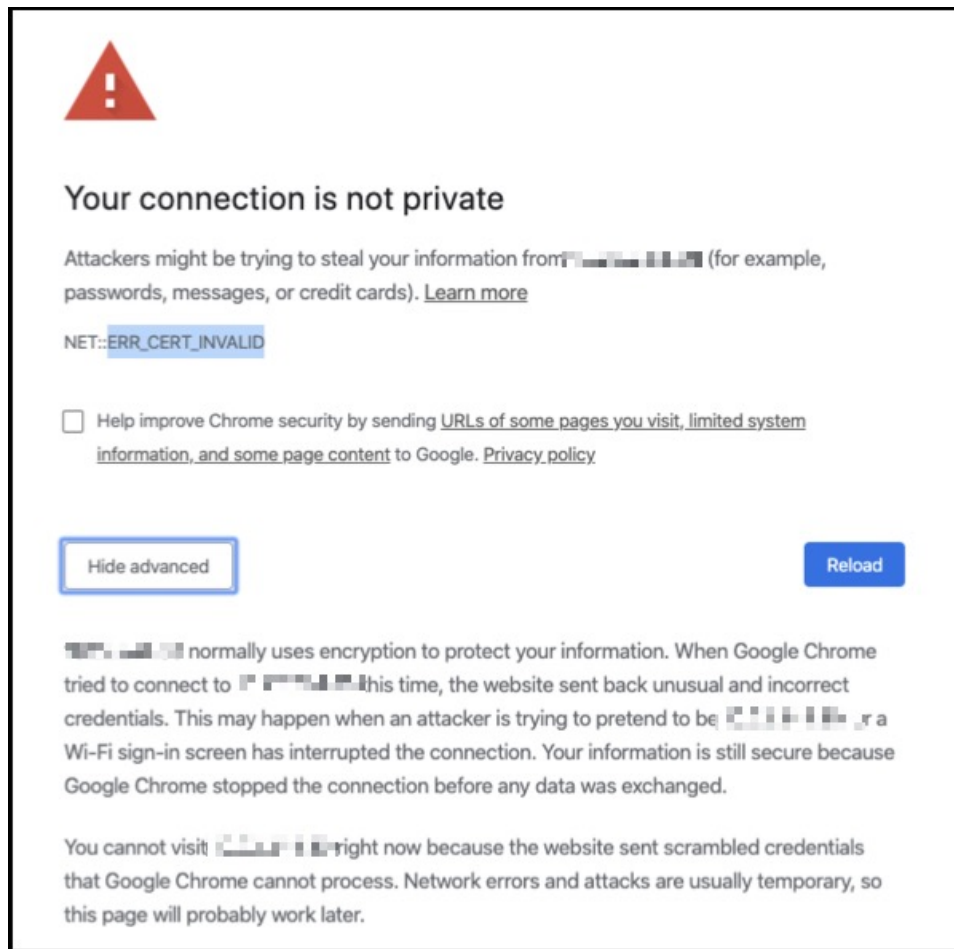 Your connection is not private
Attackers might be trying to steal your information from (for example,
passwords, messages, or credit cards). Learn more
NET::ERR_CERT_INVALID
Help improve Chrome security by sending URLs of some pages you visit, limited system
information, and some page content to Google. Privacy policy
Hide advanced
Reload
normally uses encryption to protect your information. When Google Chrome
tried to connect to this time, the website sent back unusual and incorrect
credentials. This may happen when an attacker is trying to pretend to be r a
Wi-Fi sign-in screen has interrupted the connection. Your information is still secure because
Google Chrome stopped the connection before any data was exchanged.
You cannot visit right now because the website sent scrambled credentials
that Google Chrome cannot process. Network errors and attacks are usually temporary, so
this page will probably work later.